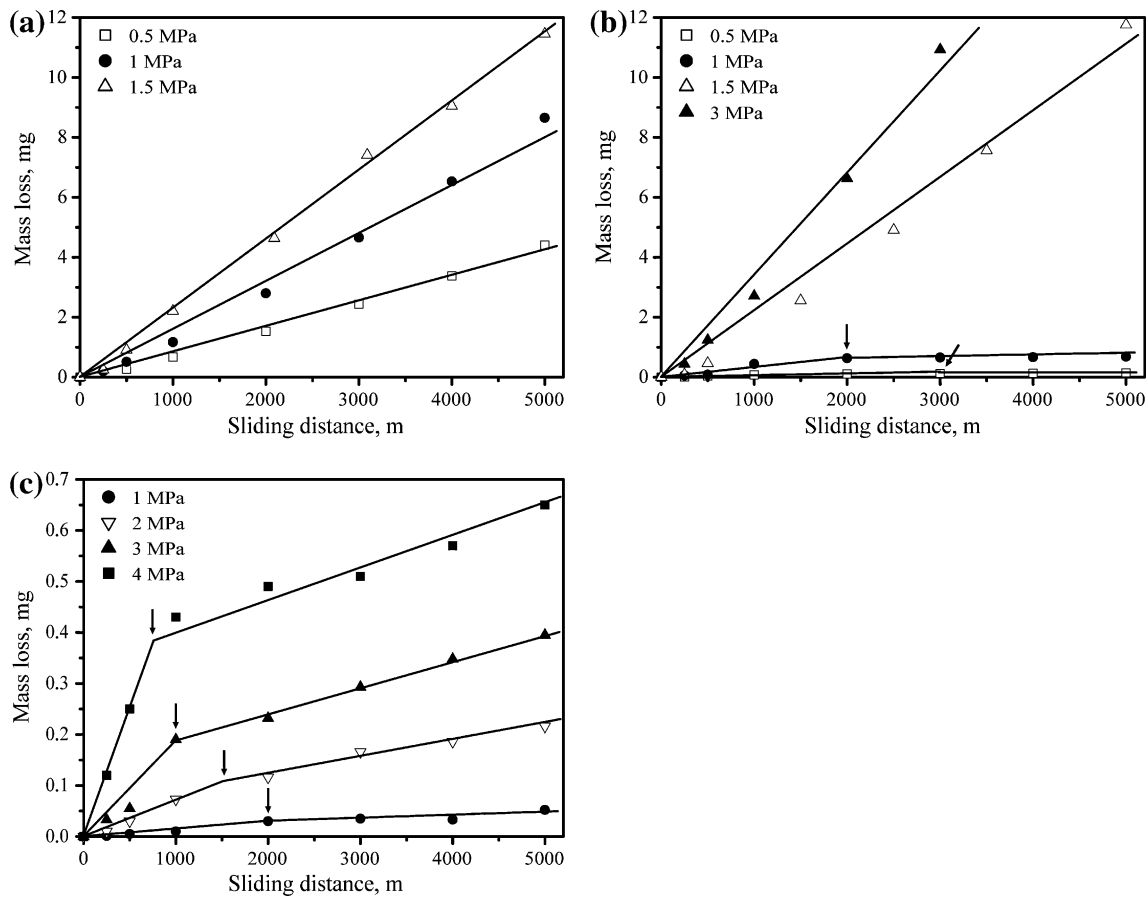 (a)
12
10
8
6
4
2
0
Mass loss, mg
0.5 MPa
1 MPa
1.5 MPa
0 1000 2000 3000 4000 5000
Sliding distance, m
(b)
12
10
8
6
4
2
0
Mass loss, mg
0.5 MPa
1 MPa
1.5 MPa
3 MPa
0 1000 2000 3000 4000 5000
Sliding distance, m
(c)
0.7
0.6
0.5
0.4
0.3
0.2
0.1
0.0
Mass loss, mg
1 MPa
2 MPa
3 MPa
4 MPa
0 1000 2000 3000 4000 5000
Sliding distance, m